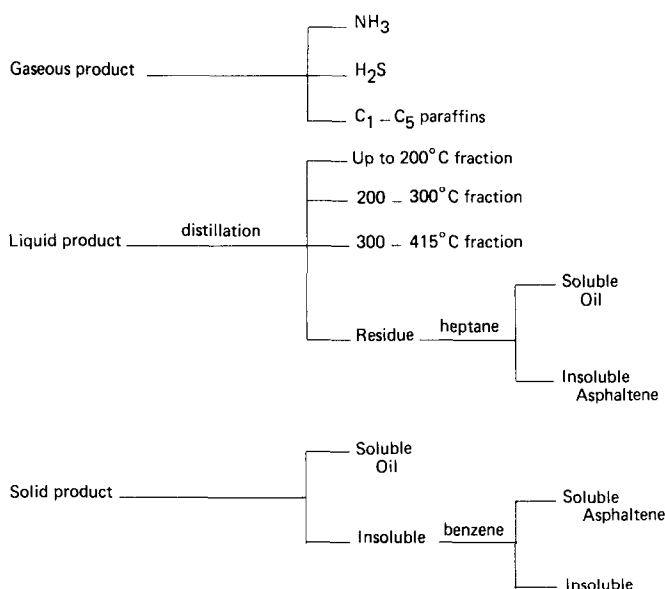 NH3
Gaseous product
H2S
C1 – C5 paraffins
Up to 200°C fraction
200 – 300°C fraction
Liquid product
distillation
300 – 415°C fraction
Soluble
Oil
Residue
heptane
Insoluble
Asphaltene
Soluble
Oil
Solid product
Soluble
Asphaltene
Insoluble
benzene
Insoluble